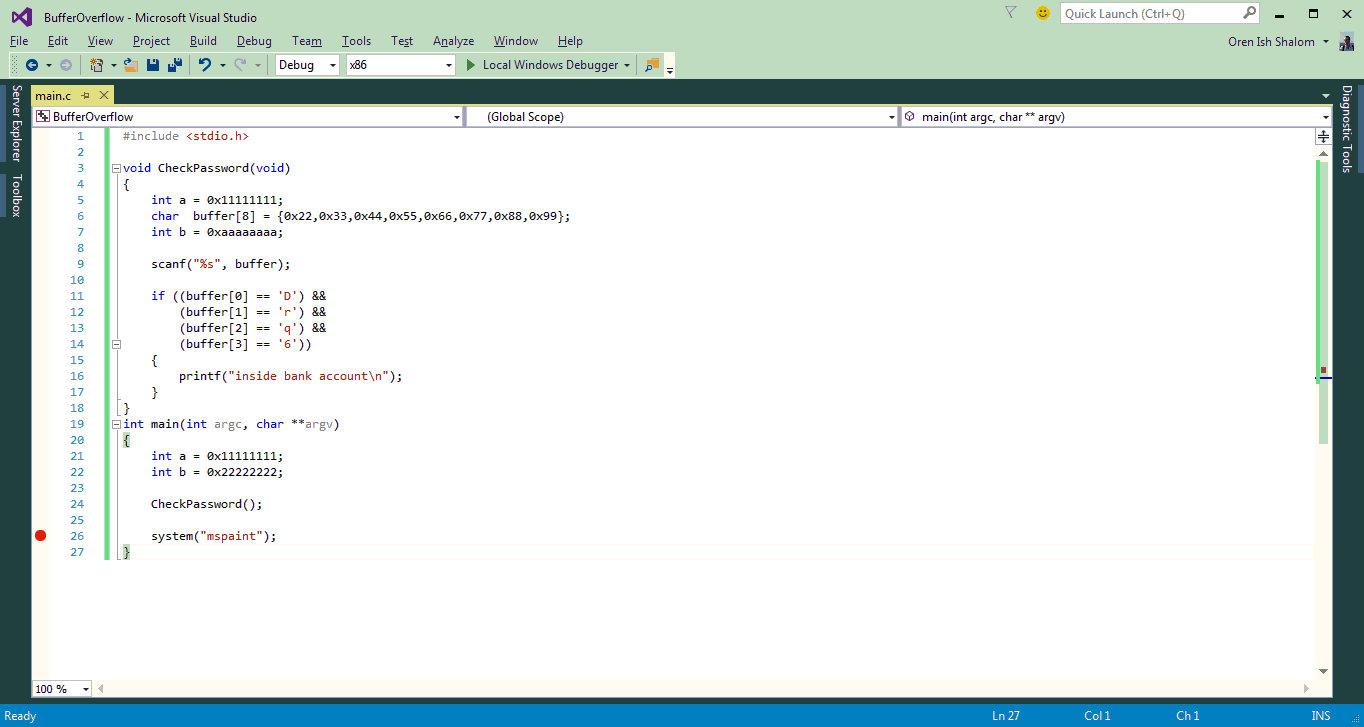 BufferOverflow - Microsoft Visual Studio
Quick Launch (Ctrl+Q)
File Edit View Project Build Debug Team Tools Test Analyze Window Help
Oren Ish Shalom
Debug x86 Local Windows Debugger
Server Explorer
Toolbox
main.c
Diagnostic Tools
BufferOverflow (Global Scope) main(int argc, char ** argv)
1 #include <stdio.h>
2
3 void CheckPassword(void)
4 {
5 int a = 0x11111111;
6 char  buffer[8] = {0x22,0x33,0x44,0x55,0x66,0x77,0x88,0x99};
7 int b = 0xaaaaaaaa;
8
9 scanf("%s", buffer);
10
11 if ((buffer[0] == 'D') &&
12 (buffer[1] == 'r') &&
13 (buffer[2] == 'q') &&
14 (buffer[3] == '6'))
15 {
16 printf("inside bank account\n");
17 }
18 }
19 int main(int argc, char **argv)
20 {
21 int a = 0x11111111;
22 int b = 0x22222222;
23
24 CheckPassword();
25
26 system("mspaint");
27 }
100 %
Ready Ln 27 Col 1 Ch 1 INS